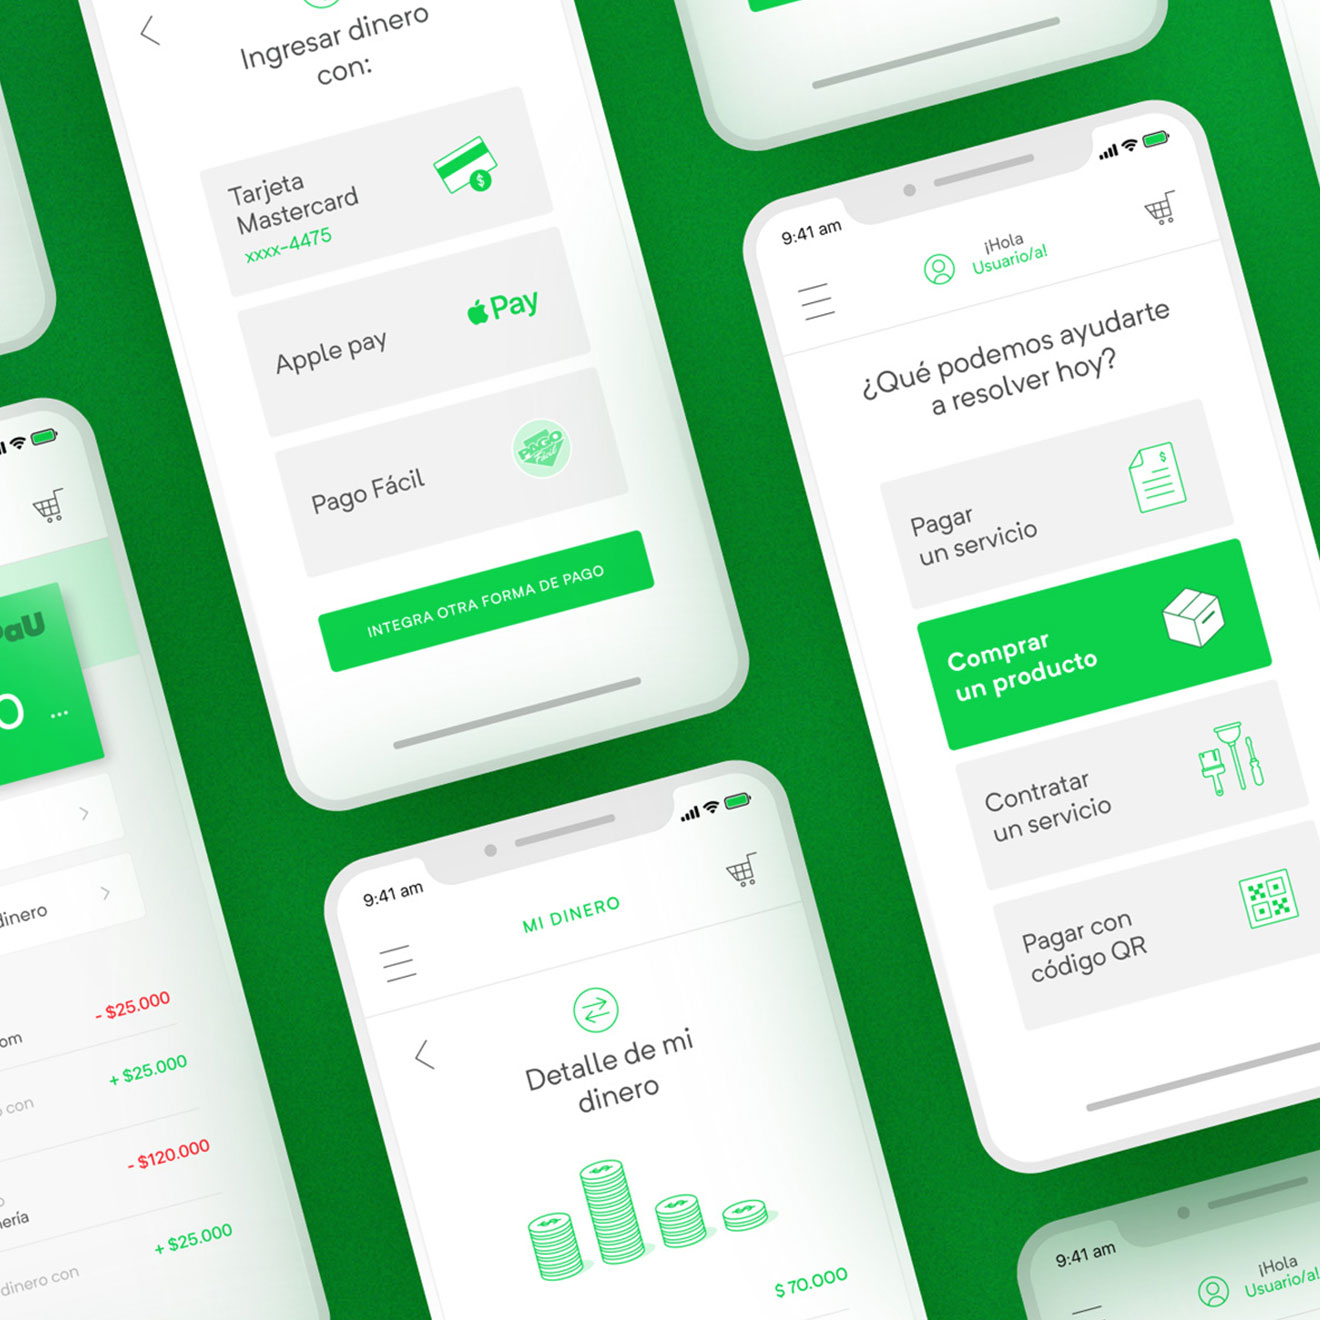 Ingresar dinero
con:
Tarjeta
Mastercard
xxxx-4475
Apple pay
Pay
Pago Fácil
PAGO
fácil
INTEGRA OTRA FORMA DE PAGO
9:41 am
¡Hola
Usuario/a!
¿Qué podemos ayudarte
a resolver hoy?
Pagar
un servicio
Comprar
un producto
Contratar
un servicio
Pagar con
código QR
PaU
...
dinero
- $25.000
om
+ $25.000
con
- $120.000
ería
+ $25.000
dinero con
9:41 am
MI DINERO
Detalle de mi
dinero
$70.000
9:41 am
¡Hola
Usuario/a!